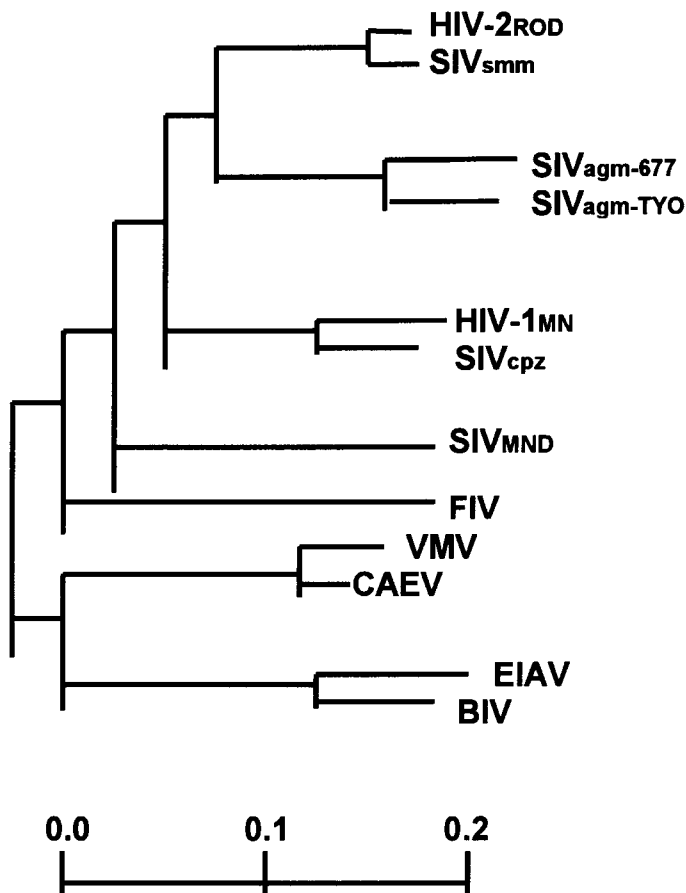 HIV-2ROD
SIVsmm
SIVagm-677
SIVagm-TYO
HIV-1MN
SIVcpz
SIVMND
FIV
VMV
CAEV
EIAV
BIV
0.0 0.1 0.2